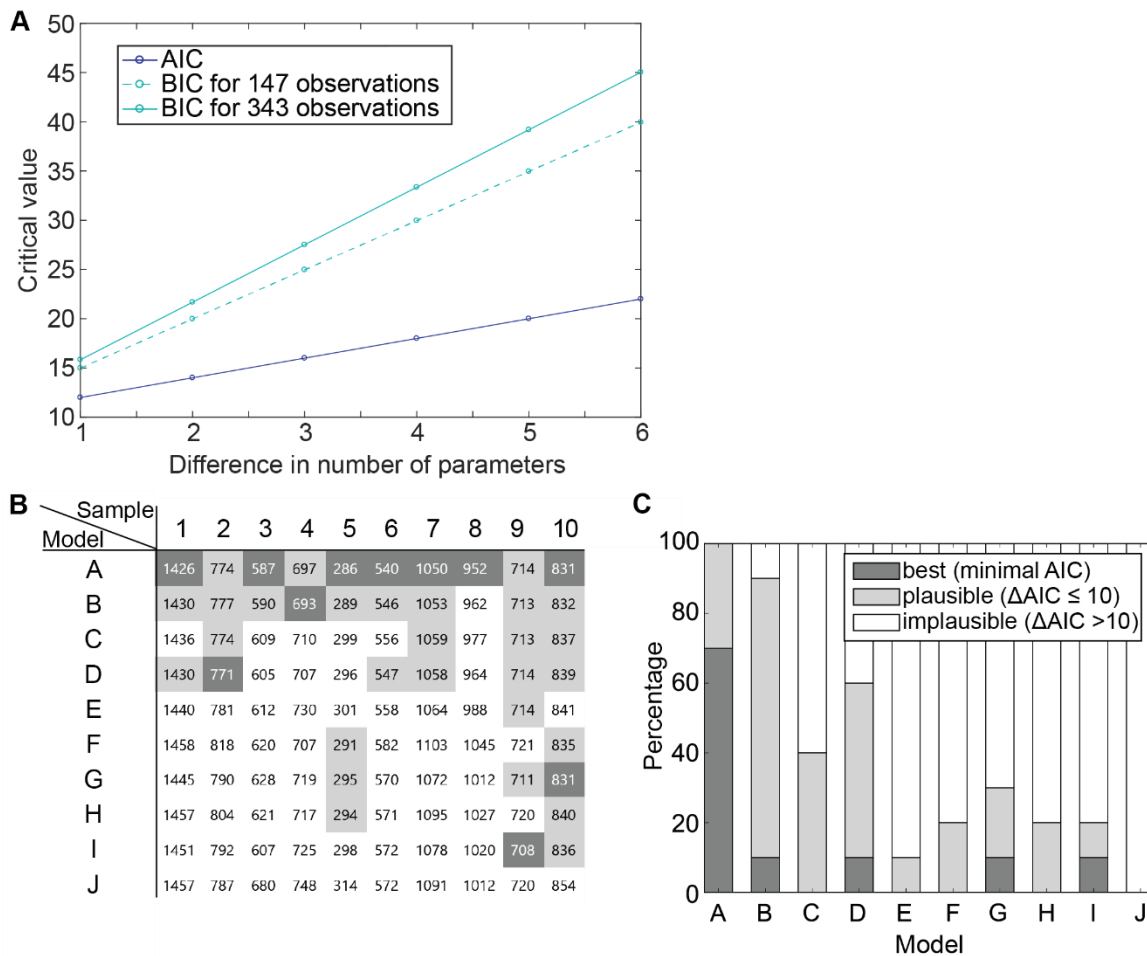 A
50
45
40
35
30
25
20
15
10
Critical value
AIC
BIC for 147 observations
BIC for 343 observations
1 2 3 4 5 6
Difference in number of parameters
B
Sample
Model
1 2 3 4 5 6 7 8 9 10
A 1426 774 587 697 286 540 1050 952 714 831
B 1430 777 590 693 289 546 1053 962 713 832
C 1436 774 609 710 299 556 1059 977 713 837
D 1430 771 605 707 296 547 1058 964 714 839
E 1440 781 612 730 301 558 1064 988 714 841
F 1458 818 620 707 291 582 1103 1045 721 835
G 1445 790 628 719 295 570 1072 1012 711 831
H 1457 804 621 717 294 571 1095 1027 720 840
I 1451 792 607 725 298 572 1078 1020 708 836
J 1457 787 680 748 314 572 1091 1012 720 854
C
100
80
60
40
20
0
Percentage
best (minimal AIC)
plausible (ΔAIC ≤ 10)
implausible (ΔAIC >10)
A B C D E F G H I J
Model